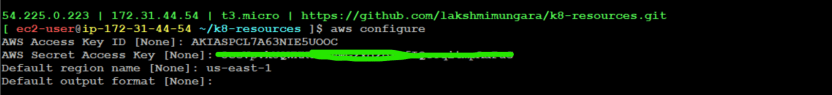 54.225.0.223 | 172.31.44.54 | t3.micro | https://github.com/lakshmimungara/k8-resources.git
[ ec2-user@ip-172-31-44-54 ~/k8-resources ]$ aws configure
AWS Access Key ID [None]: AKIASPCL7A63NIE5UOOC
AWS Secret Access Key [None]:
Default region name [None]: us-east-1
Default output format [None]: